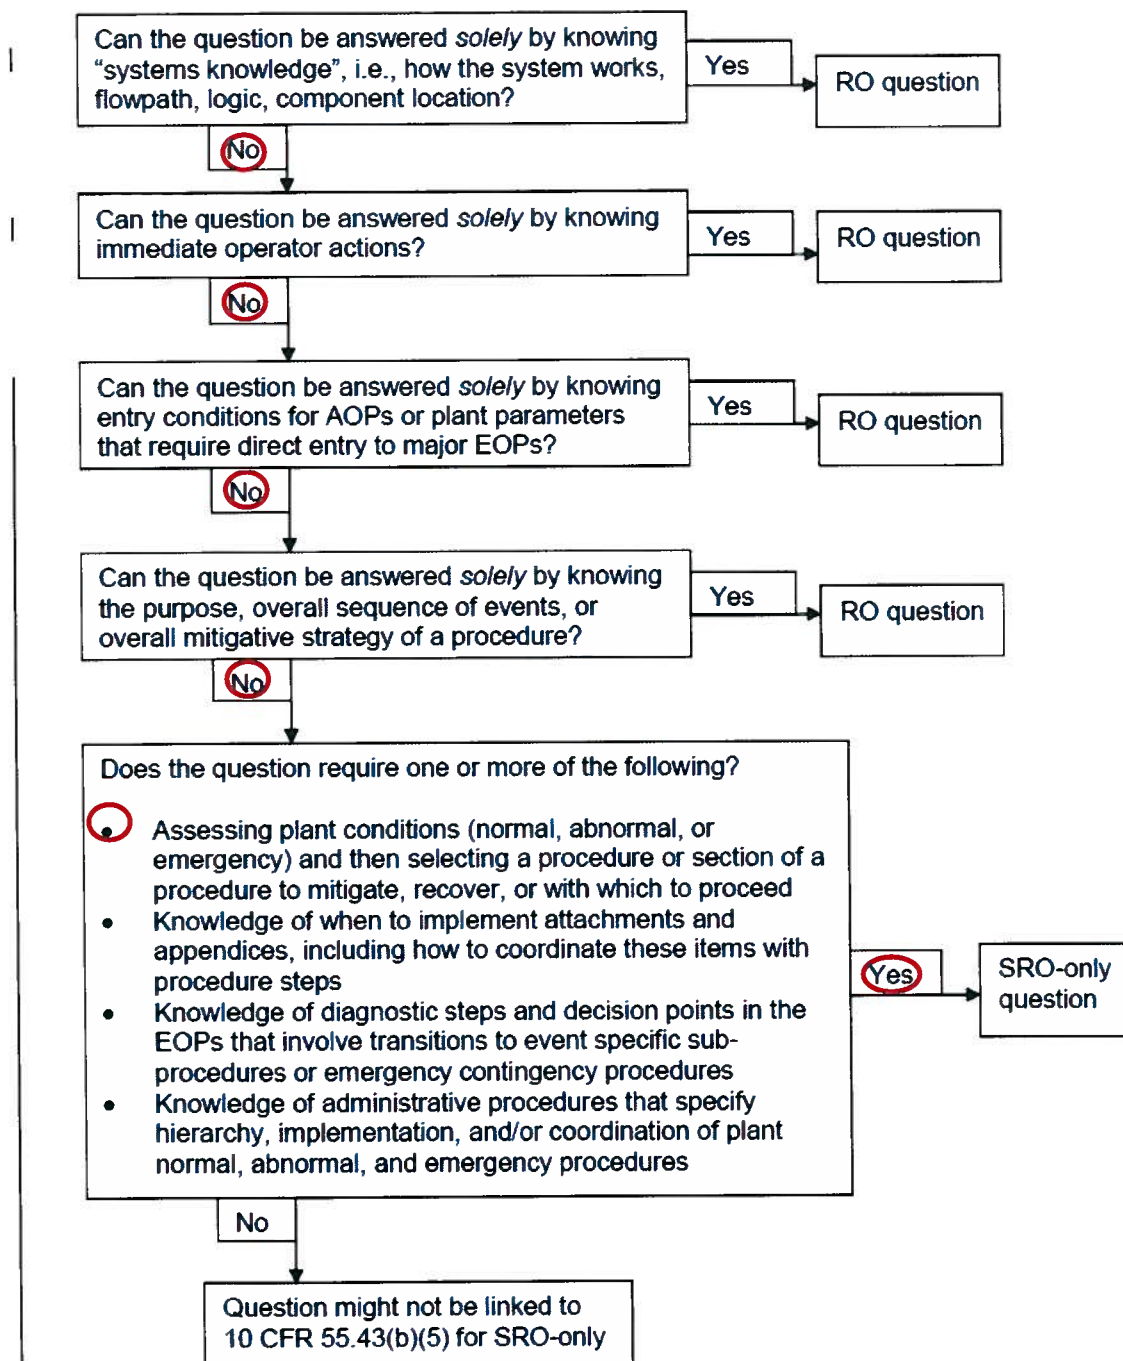 Can the question be answered solely by knowing
"systems knowledge", i.e., how the system works,
flowpath, logic, component location?
Yes
RO question
No
Can the question be answered solely by knowing
immediate operator actions?
Yes
RO question
No
Can the question be answered solely by knowing
entry conditions for AOPs or plant parameters
that require direct entry to major EOPs?
Yes
RO question
No
Can the question be answered solely by knowing
the purpose, overall sequence of events, or
overall mitigative strategy of a procedure?
Yes
RO question
No
Does the question require one or more of the following?
• Assessing plant conditions (normal, abnormal, or
emergency) and then selecting a procedure or section of a
procedure to mitigate, recover, or with which to proceed
• Knowledge of when to implement attachments and
appendices, including how to coordinate these items with
procedure steps
• Knowledge of diagnostic steps and decision points in the
EOPs that involve transitions to event specific sub-
procedures or emergency contingency procedures
• Knowledge of administrative procedures that specify
hierarchy, implementation, and/or coordination of plant
normal, abnormal, and emergency procedures
Yes
SRO-only
question
No
Question might not be linked to
10 CFR 55.43(b)(5) for SRO-only